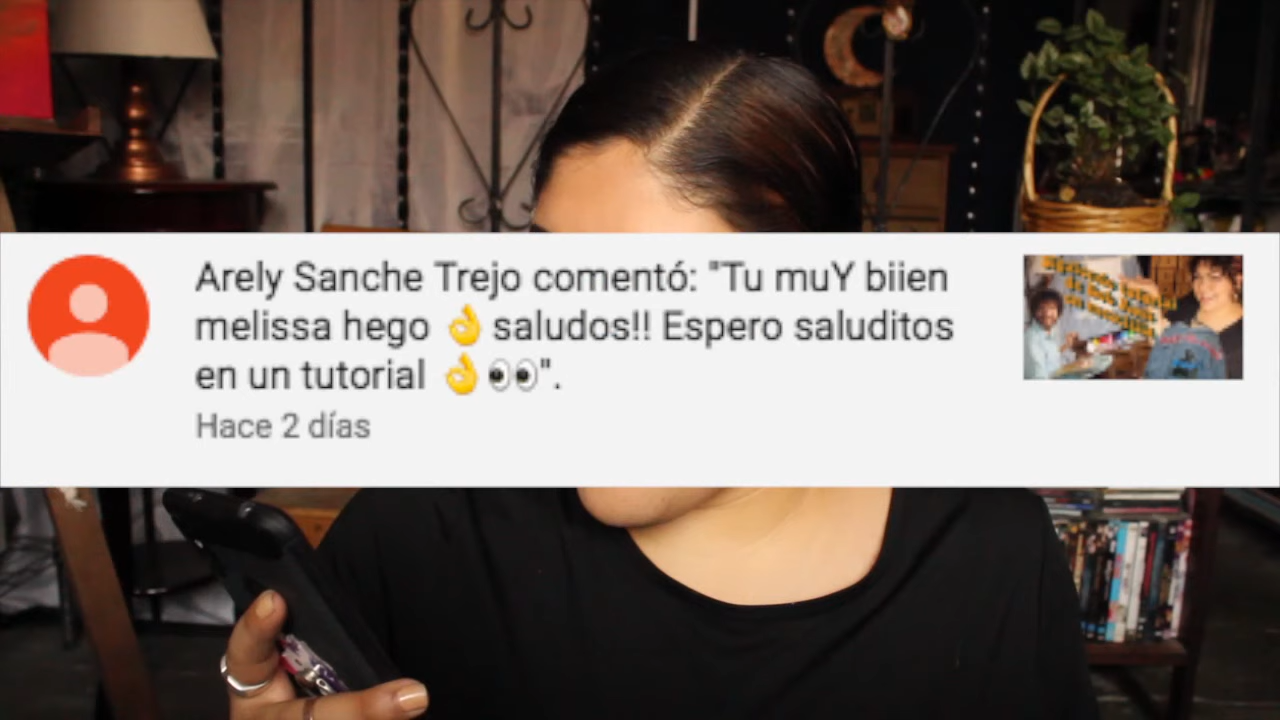 Arely Sanche Trejo comentó: "Tu muY biien
melissa hego 👌 saludos!! Espero saluditos
en un tutorial 👌👀".
Hace 2 días